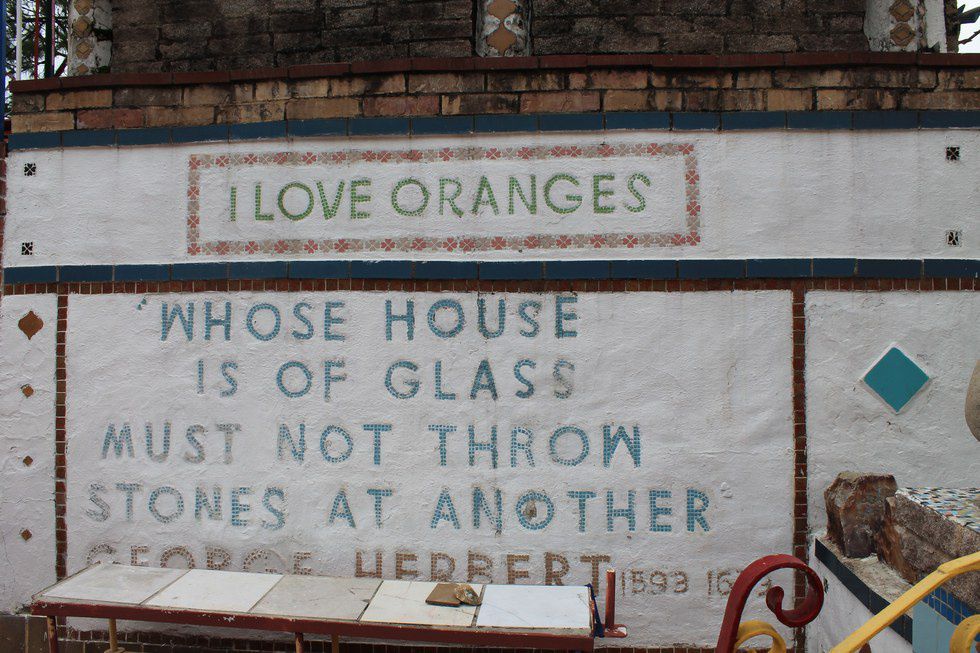 I LOVE ORANGES
"WHOSE HOUSE
IS OF GLASS
MUST NOT THROW
STONES AT ANOTHER"
GEORGE HERBERT 1593